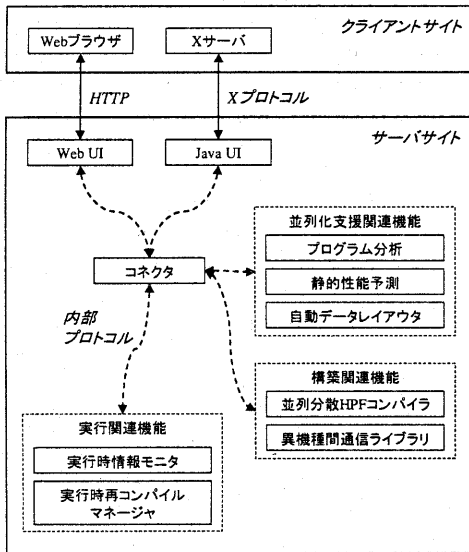 クライアントサイト
Webブラウザ
Xサーバ
HTTP
Xプロトコル
サーバサイト
Web UI
Java UI
並列化支援関連機能
プログラム分析
静的性能予測
自動データレイアウタ
コネクタ
内部
プロトコル
構築関連機能
並列分散HPFコンパイラ
異機種間通信ライブラリ
実行関連機能
実行時情報モニタ
実行時再コンパイル
マネージャ